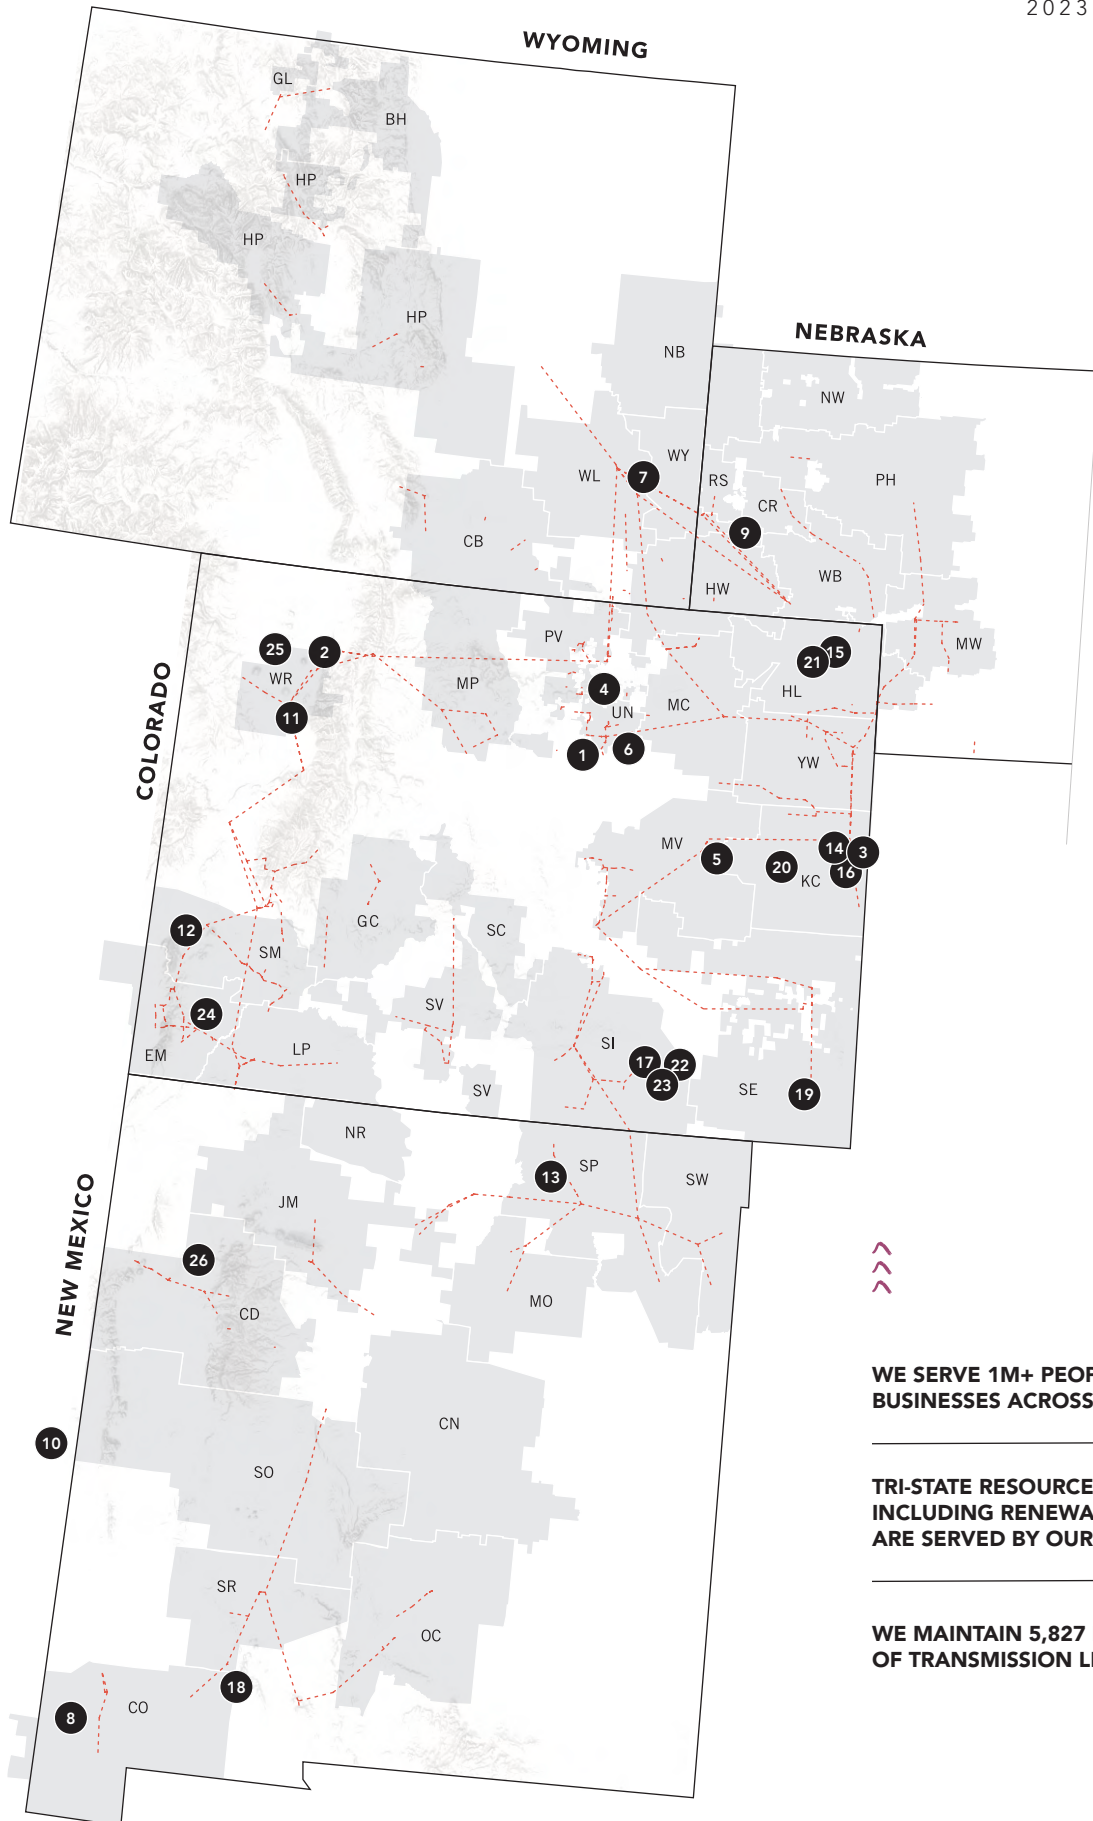 2023
WYOMING
GL
BH
HP
HP
HP
NB
NEBRASKA
NW
WY
WL
7
RS
PH
CR
9
CB
WB
HW
COLORADO
PV
25
2
WR
MP
4
UN
MC
15
21
HL
MW
11
1
6
YW
MV
5
14
3
20
KC
16
12
GC
SC
SM
24
SV
EM
LP
SI
17
22
23
SV
SE
19
NEW MEXICO
NR
13
SP
SW
JM
26
MO
CD
10
CN
SO
SR
OC
18
8
CO
WE SERVE 1M+ PEOP
BUSINESSES ACROSS
TRI-STATE RESOURCE
INCLUDING RENEWA
ARE SERVED BY OUR
WE MAINTAIN 5,827
OF TRANSMISSION LI